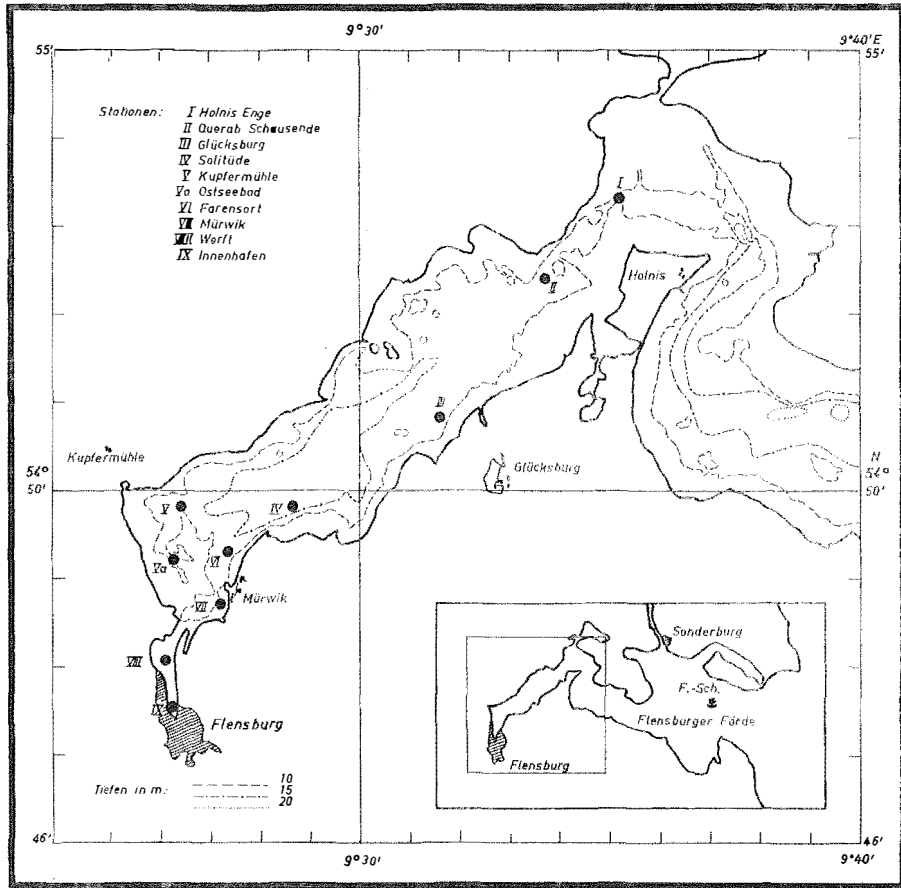 9°30'
9°40'E
55'
55'
Stationen: I Holnis Enge
II Querab Schausende
III Glücksburg
IV Solitüde
V Kupfermühle
Va Ostseebad
VI Farensort
VII Mürwik
VIII Werft
IX Innenhafen
I
II
Holnis
III
Kupfermühle
Glücksburg
54°
50'
N
54°
50'
V
IV
Va
VI
VII
Mürwik
VIII
IX
Flensburg
Sonderburg
F.-Sch.
Flensburger Förde
Flensburg
Tiefen in m:
10
15
20
46'
46'
9°30'
9°40'